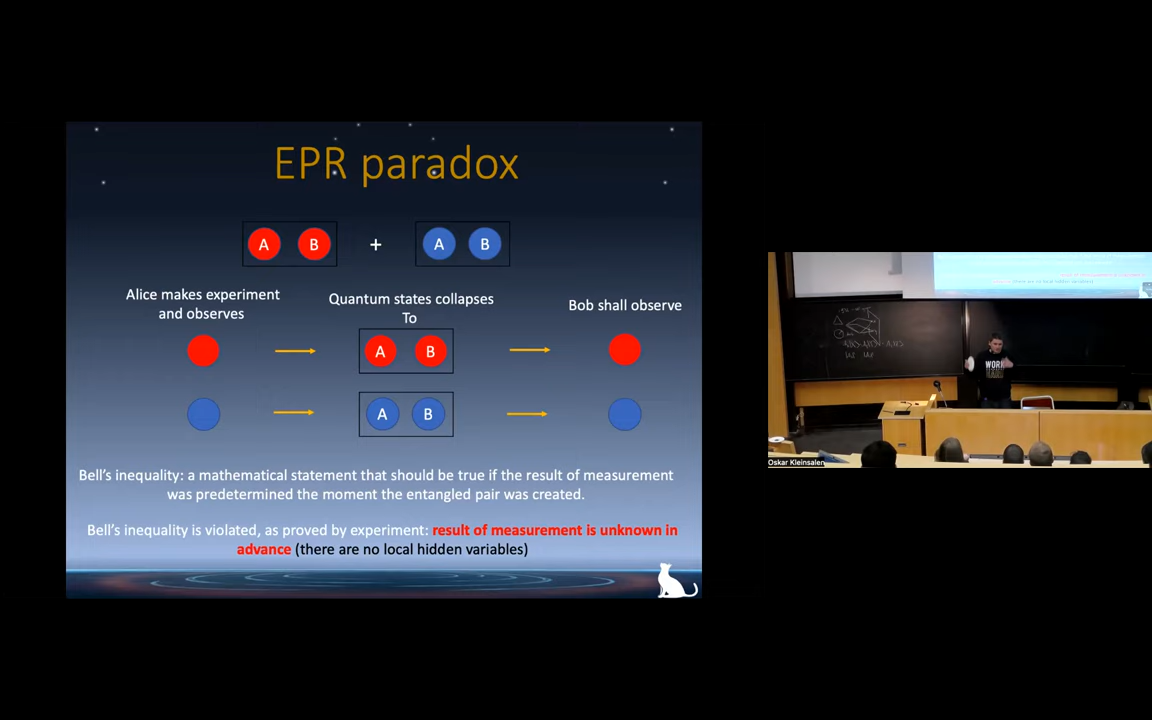 EPR paradox
A B + A B
Alice makes experiment
and observes
Quantum states collapses
To
Bob shall observe
A B
A B
Bell's inequality: a mathematical statement that should be true if the result of measurement
was predetermined the moment the entangled pair was created.
Bell's inequality is violated, as proved by experiment: result of measurement is unknown in
advance (there are no local hidden variables)
WORK
Oskar Kleinsalen